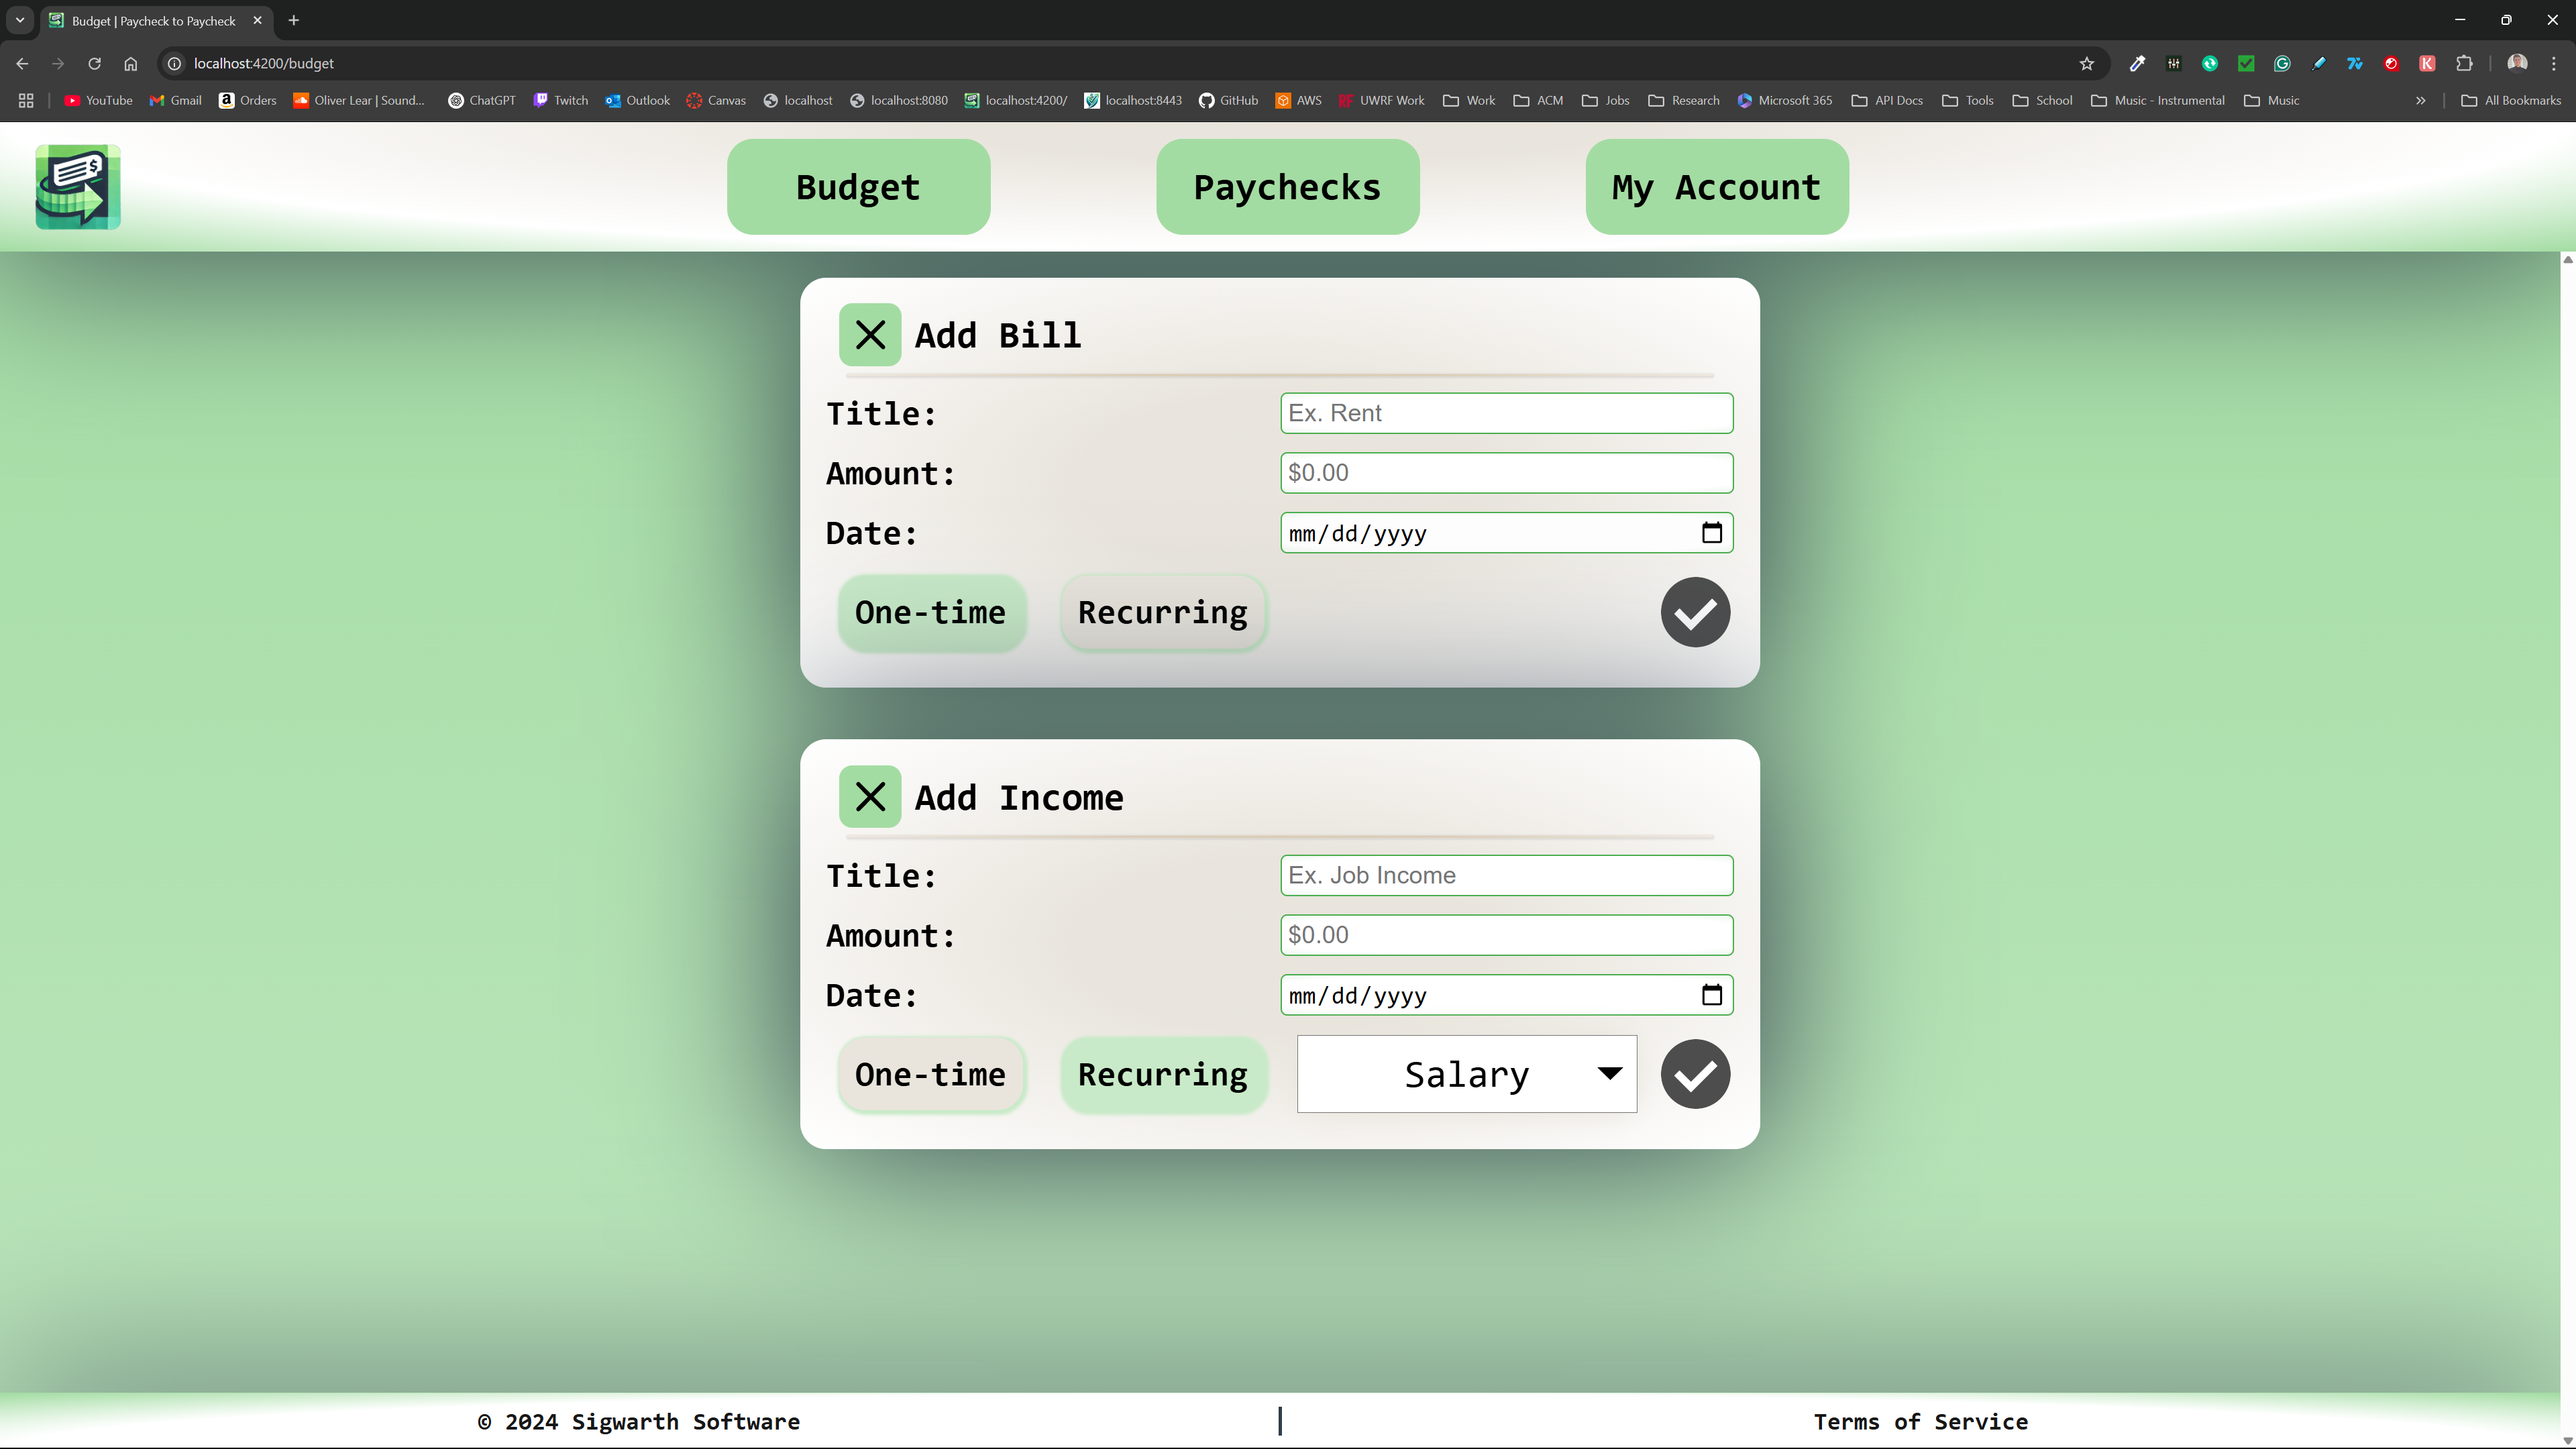 Budget | Paycheck to Paycheck
localhost:4200/budget
YouTube Gmail Orders Oliver Lear | Sound... ChatGPT Twitch Outlook Canvas localhost localhost:8080 localhost:4200/ localhost:8443 GitHub AWS UWRF Work Work ACM Jobs Research Microsoft 365 API Docs Tools School Music - Instrumental Music All Bookmarks
Budget Paychecks My Account
Add Bill
Title: Ex. Rent
Amount: $0.00
Date: mm/dd/yyyy
One-time Recurring
Add Income
Title: Ex. Job Income
Amount: $0.00
Date: mm/dd/yyyy
One-time Recurring Salary
© 2024 Sigwarth Software | Terms of Service